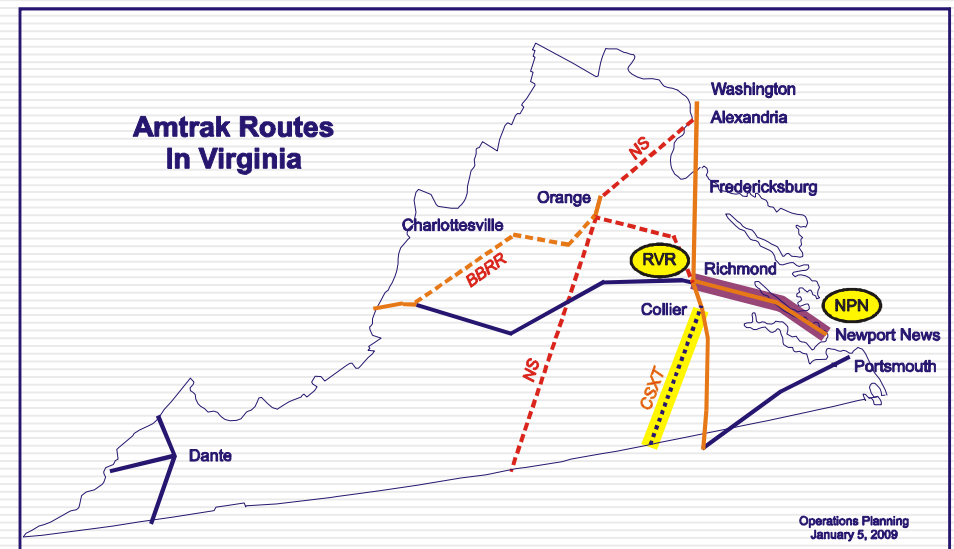 Amtrak Routes
In Virginia
Washington
Alexandria
NS
Fredericksburg
Orange
Charlottesville
BBRR
RVR
Richmond
NPN
Collier
Newport News
Portsmouth
NS
CSXT
Dante
Operations Planning
January 5, 2009